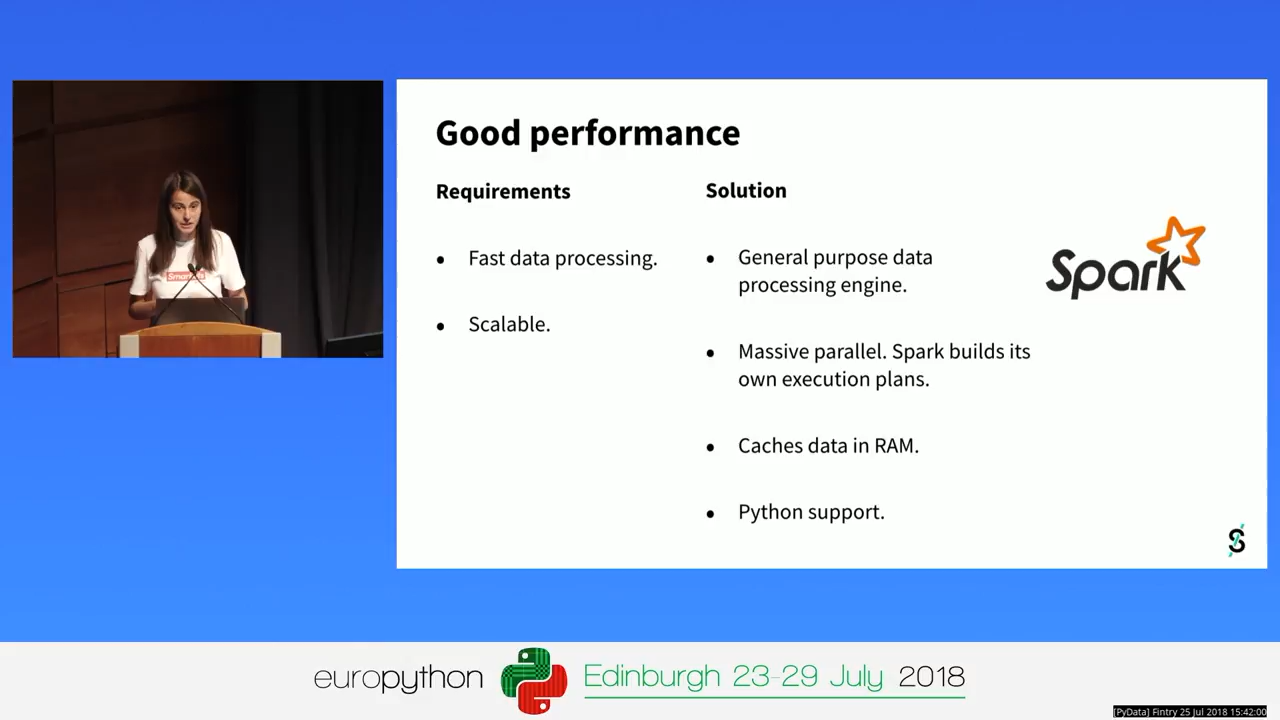 Good performance
Requirements
Fast data processing.
Scalable.
Solution
General purpose data
processing engine.
Massive parallel. Spark builds its
own execution plans.
Caches data in RAM.
Python support.
Spark
europython
Edinburgh 23-29 July 2018
[PyData] Fintry 25 Jul 2018 15:42:00